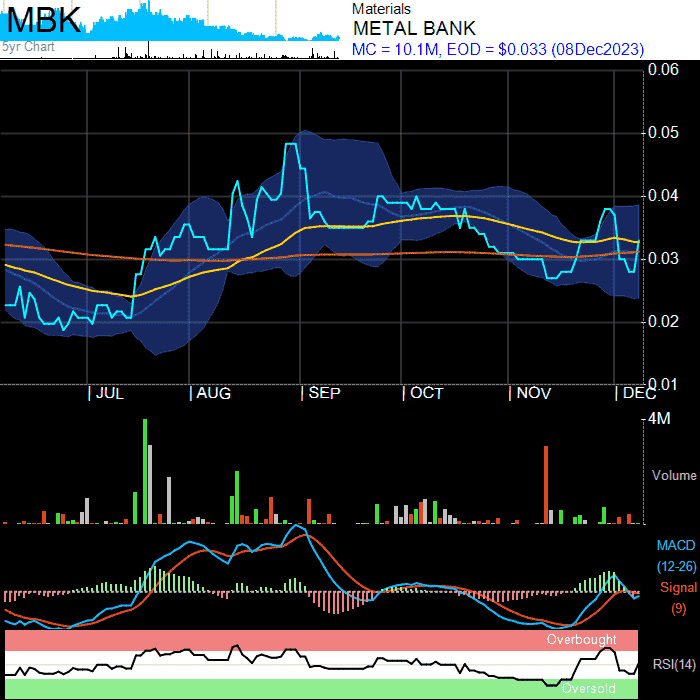 MBK
5yr Chart
Materials
METAL BANK
MC = 10.1M, EOD = $0.033 (08Dec2023)
0.06
0.05
0.04
0.03
0.02
0.01
| JUL | AUG | SEP | OCT | NOV | DEC
4M
Volume
MACD
(12-26)
Signal
(9)
Overbought
RSI(14)
Oversold